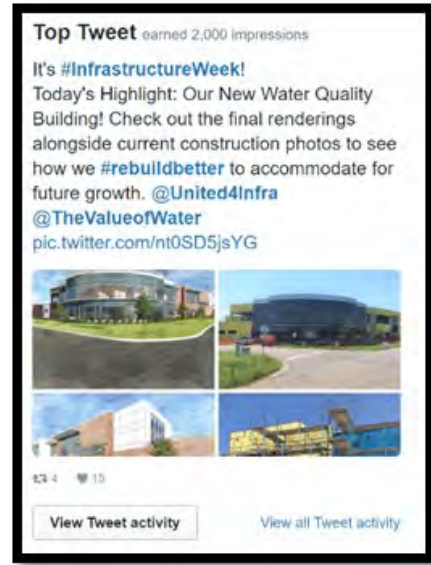 Top Tweet earned 2,000 impressions
It's #InfrastructureWeek!
Today's Highlight: Our New Water Quality
Building! Check out the final renderings
alongside current construction photos to see
how we #rebuildbetter to accommodate for
future growth. @United4Infra
@TheValueofWater
pic.twitter.com/nt0SD5jsYG
4 15
View Tweet activity View all Tweet activity